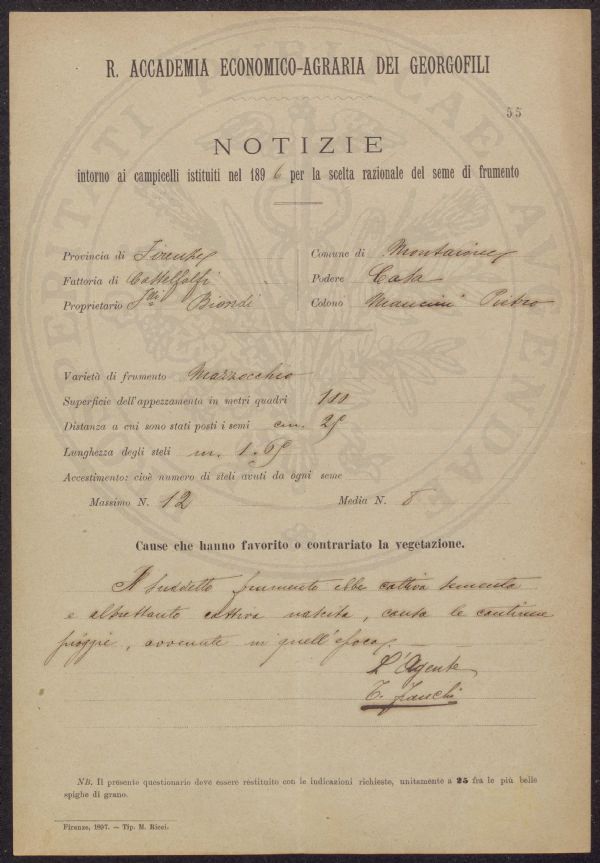 R. ACCADEMIA ECONOMICO-AGRARIA DEI GEORGOFILI
55
NOTIZIE
intorno ai campicelli istituiti nel 1896 per la scelta razionale del seme di frumento
Provincia di Firenze
Comune di Montaione
Fattoria di Castelfalfi
Podere Casa
Proprietario Biondi
Colono Mancini Pietro
Varietà di frumento Mazzocchio
Superficie dell'appezzamento in metri quadri 100
Distanza a cui sono stati posti i semi cm. 25
Lunghezza degli steli m. 1.65
Accestimento: cioè numero di steli avuti da ogni seme
Massimo N. 12 Media N. 8
Cause che hanno favorito o contrariato la vegetazione.
Il suddetto frumento ebbe cattiva sementa
e altrettanto cattiva nascita, causa le continue
pioggie, avvenute in quell'epoca.
L'Agente
NB. Il presente questionario deve essere restituito con le indicazioni richieste, unitamente a 25 fra le più belle
spighe di grano.
Firenze, 1897. — Tip. M. Ricci.